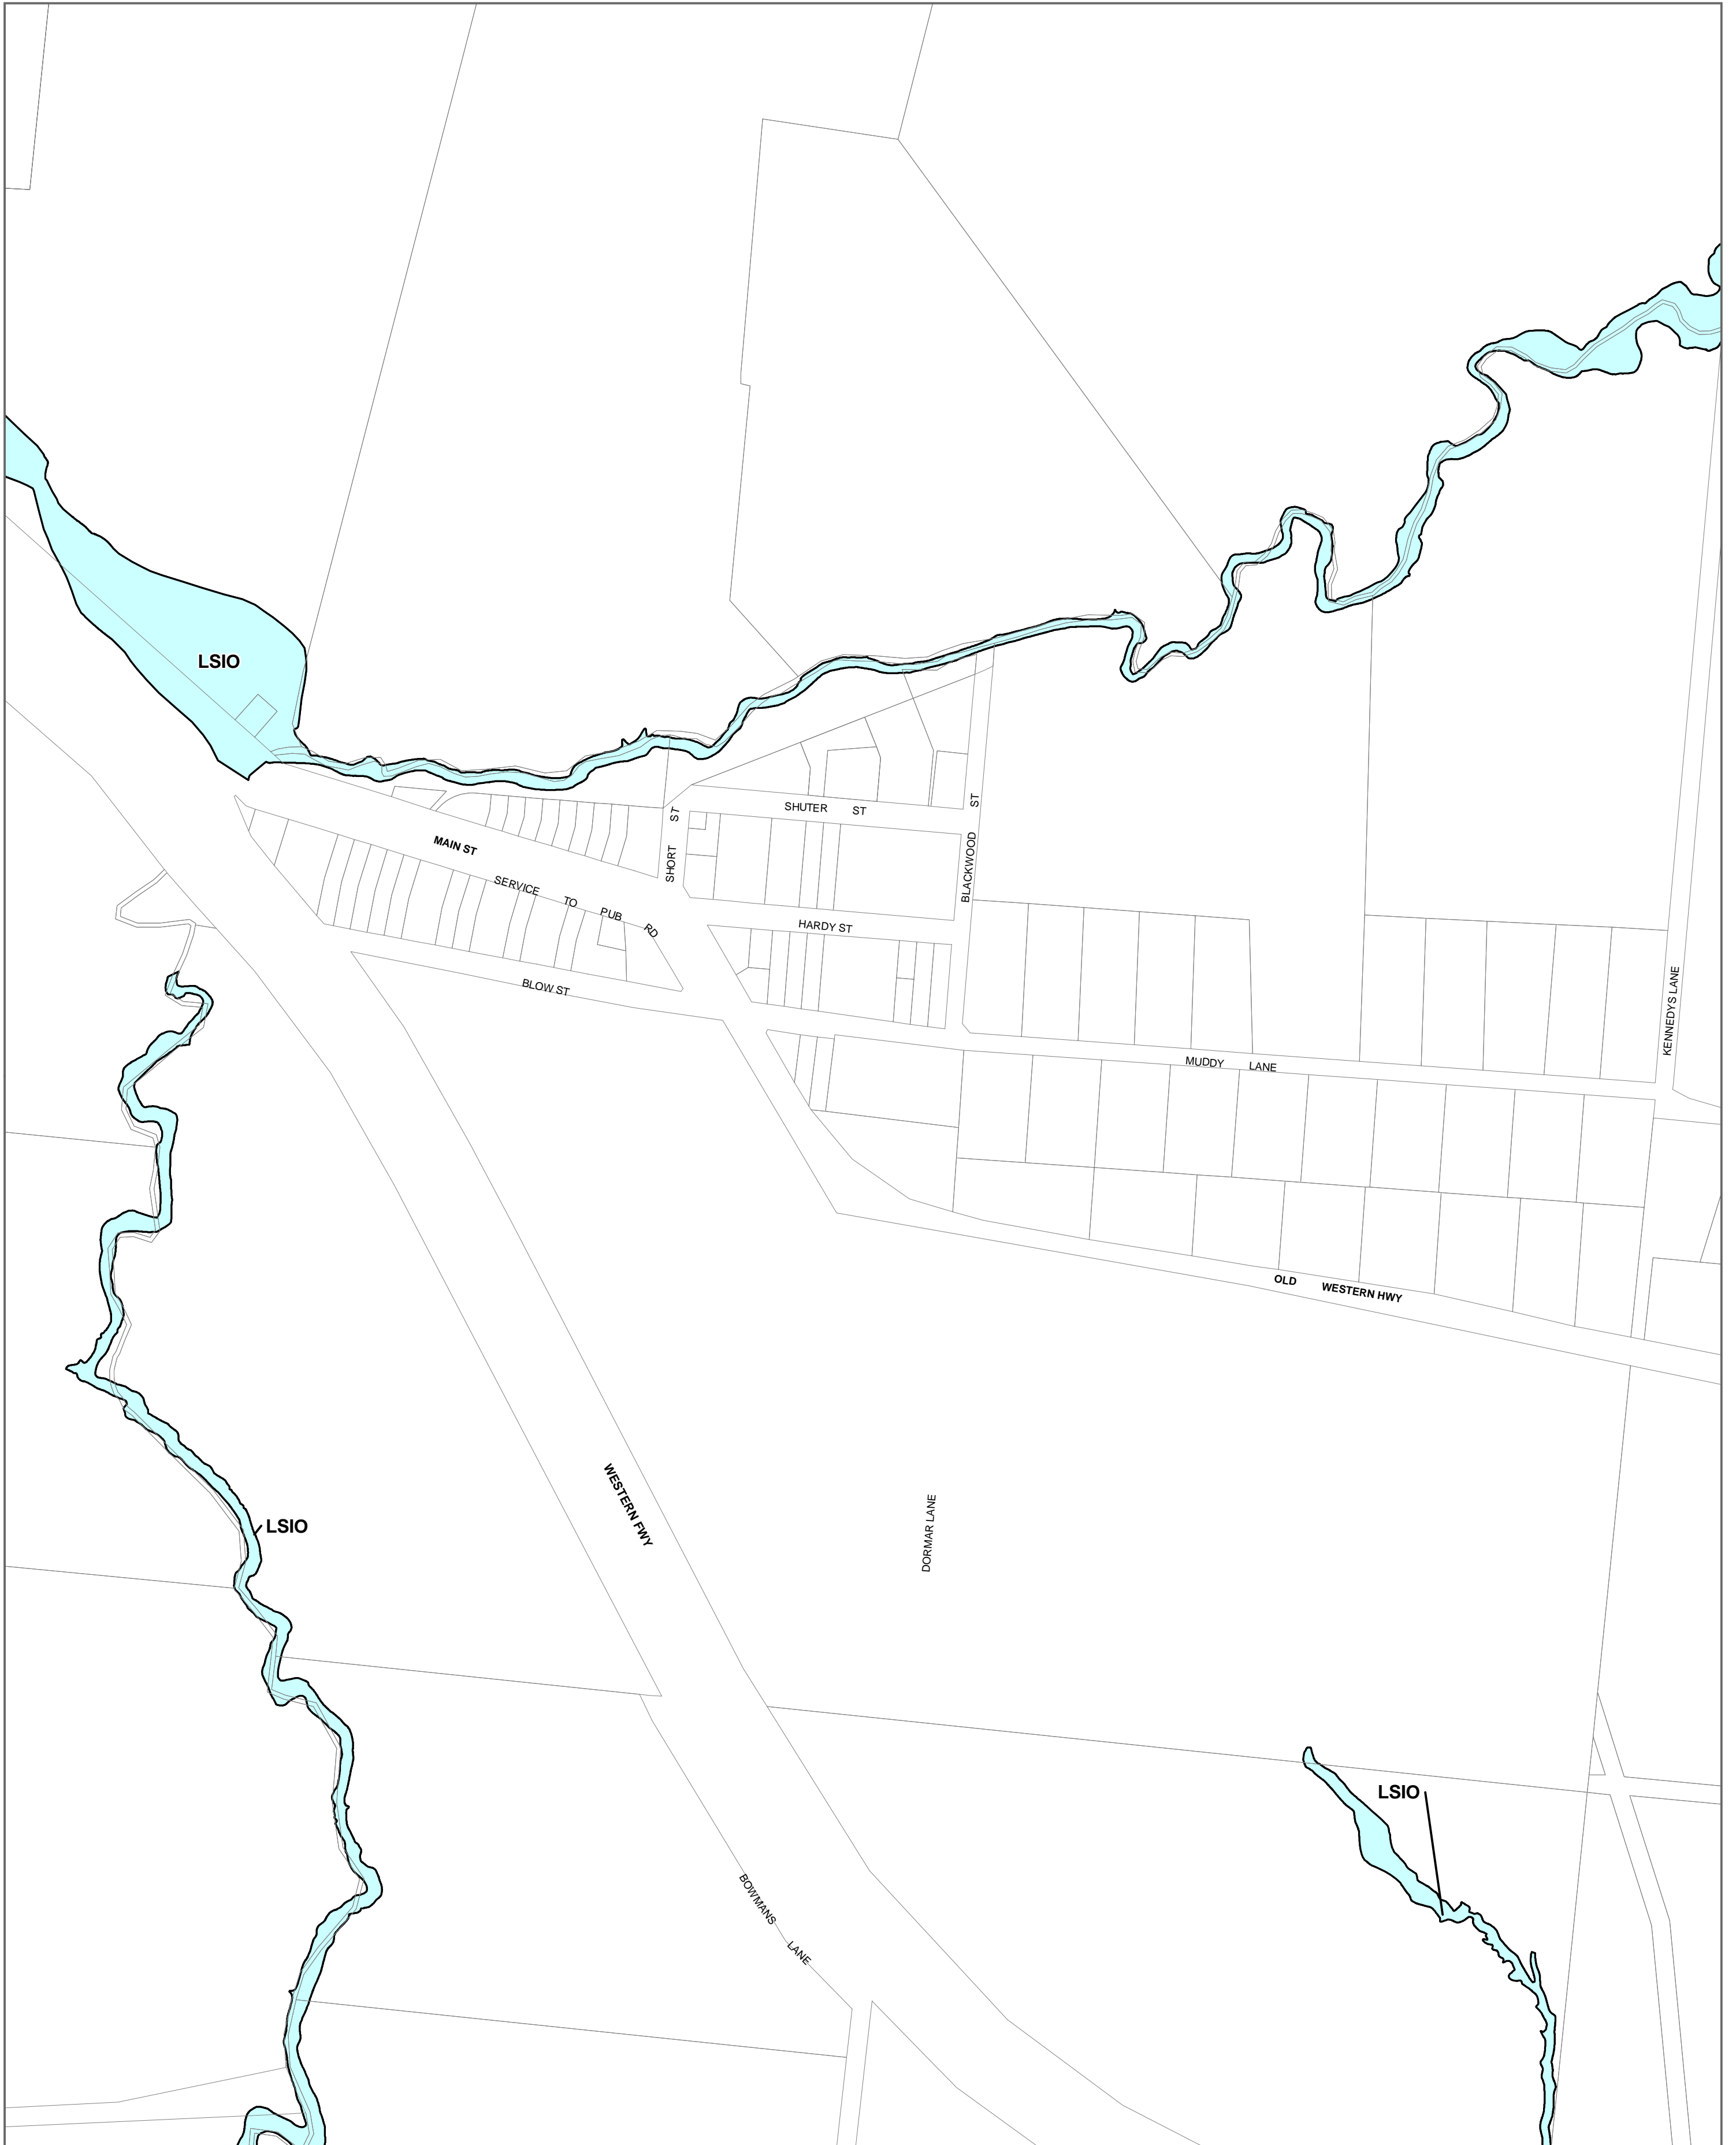 LSIO
SHUTER ST
ST
SHORT
ST
BLACKWOOD
MAIN ST
SERVICE TO PUB RD
HARDY ST
BLOW ST
KENNEDYS LANE
MUDDY LANE
OLD WESTERN HWY
WESTERN FWY
DORMAR LANE
LSIO
LSIO
BOWMANS LANE